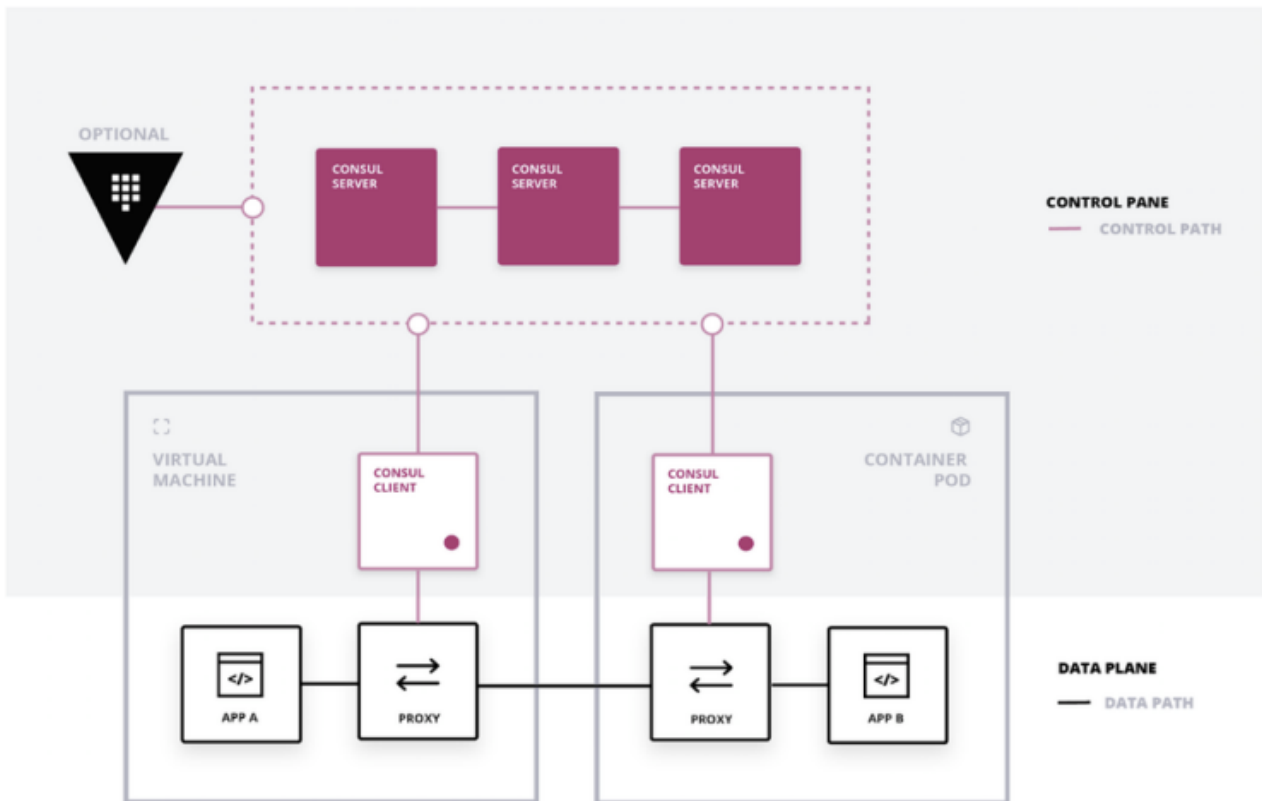 OPTIONAL
CONSUL
SERVER
CONSUL
SERVER
CONSUL
SERVER
CONTROL PANE
CONTROL PATH
VIRTUAL
MACHINE
CONSUL
CLIENT
CONSUL
CLIENT
CONTAINER
POD
</>
APP A
PROXY
PROXY
</>
APP B
DATA PLANE
DATA PATH